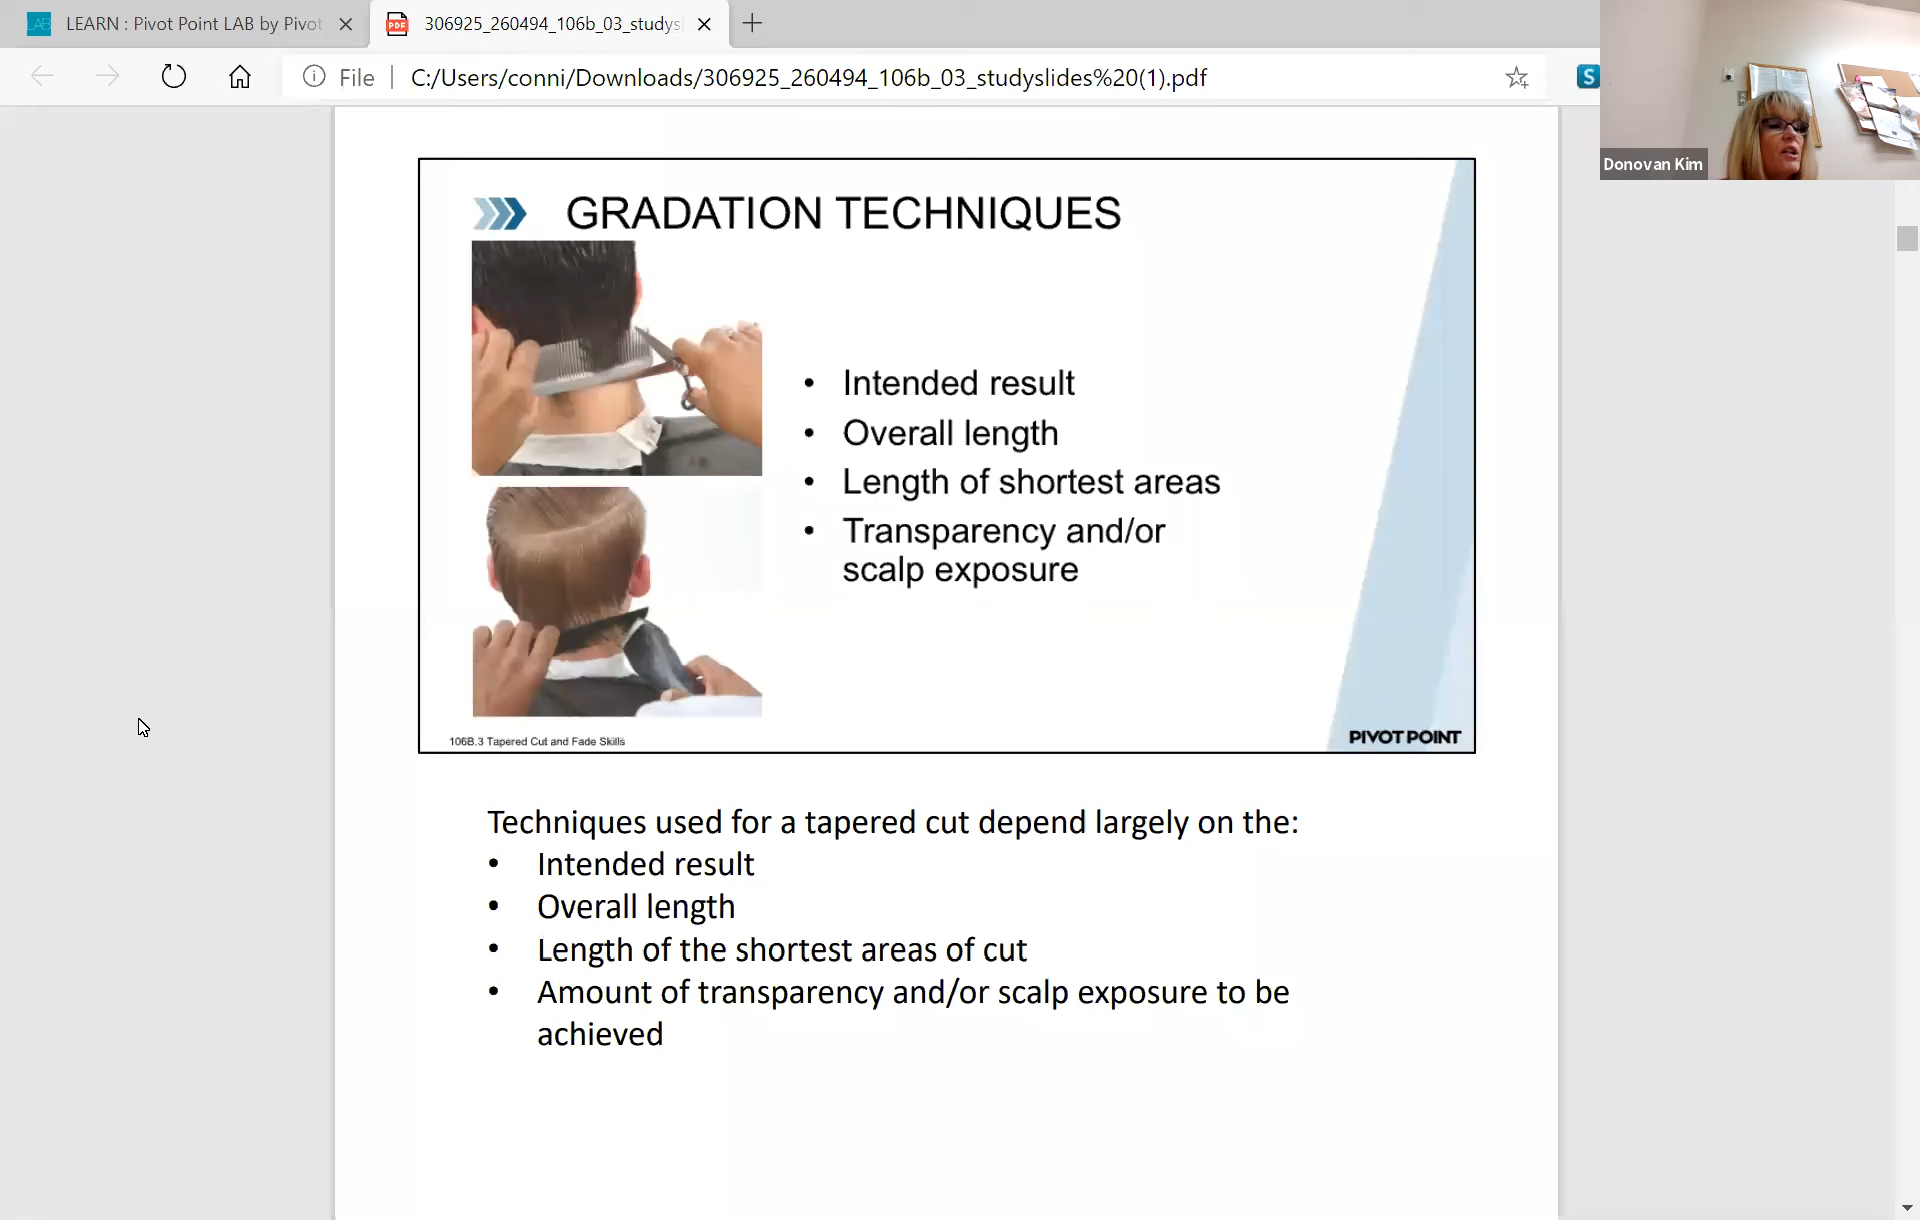 LEARN : Pivot Point LAB by Pivot
306925_260494_106b_03_studys
File
C:/Users/conni/Downloads/306925_260494_106b_03_studyslides%20(1).pdf
S
Donovan Kim
GRADATION TECHNIQUES
• Intended result
• Overall length
• Length of shortest areas
• Transparency and/or
scalp exposure
106B.3 Tapered Cut and Fade Skills
PIVOT POINT
Techniques used for a tapered cut depend largely on the:
• Intended result
• Overall length
• Length of the shortest areas of cut
• Amount of transparency and/or scalp exposure to be
achieved